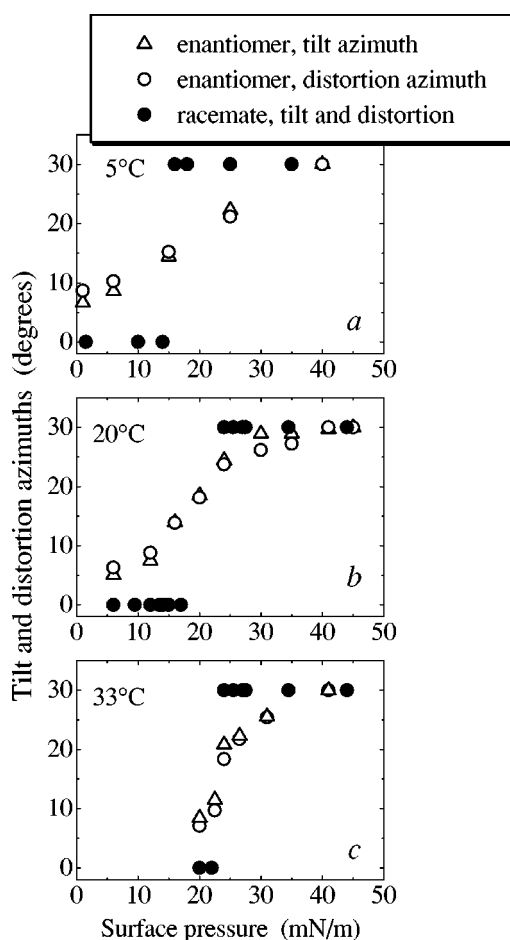 enantiomer, tilt azimuth
enantiomer, distortion azimuth
racemate, tilt and distortion
Tilt and distortion azimuths ((degrees)
5°C
30
20
10
0
0 10 20 30 40 50
a
20°C
30
20
10
0
0 10 20 30 40 50
b
33°C
30
20
10
0
0 10 20 30 40 50
c
Surface pressure (mN/m)